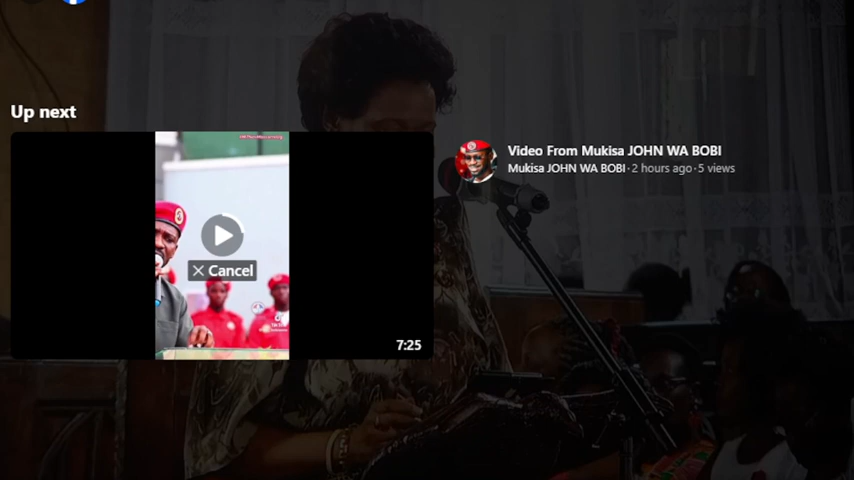 Up next
Video From Mukisa JOHN WA BOBI
Mukisa JOHN WA BOBI · 2 hours ago · 5 views
Cancel
7:25